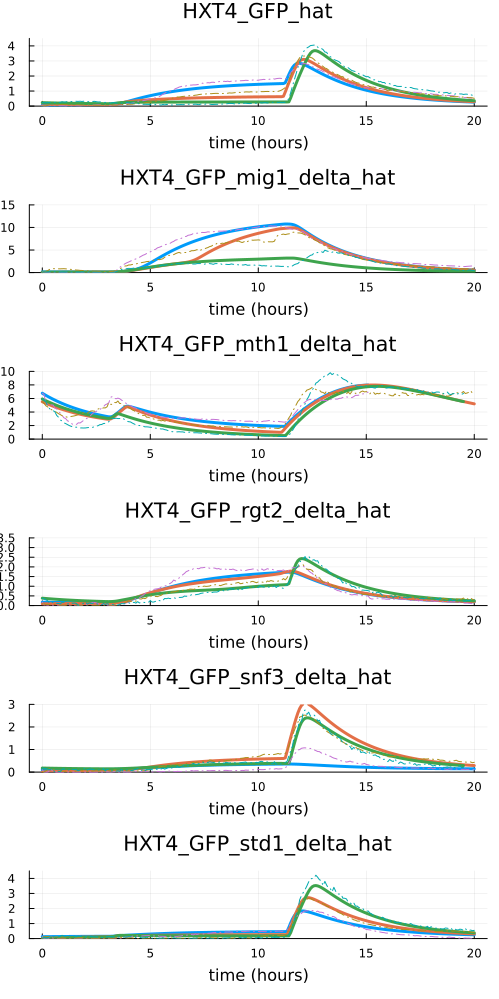 HXT4_GFP_hat
4
3
2
1
0
0 5 10 15 20
time (hours)
HXT4_GFP_mig1_delta_hat
15
10
5
0
0 5 10 15 20
time (hours)
HXT4_GFP_mth1_delta_hat
10
8
6
4
2
0
0 5 10 15 20
time (hours)
HXT4_GFP_rgt2_delta_hat
3.5
3.0
2.5
2.0
1.5
1.0
0.5
0.0
0 5 10 15 20
time (hours)
HXT4_GFP_snf3_delta_hat
3
2
1
0
0 5 10 15 20
time (hours)
HXT4_GFP_std1_delta_hat
4
3
2
1
0
0 5 10 15 20
time (hours)